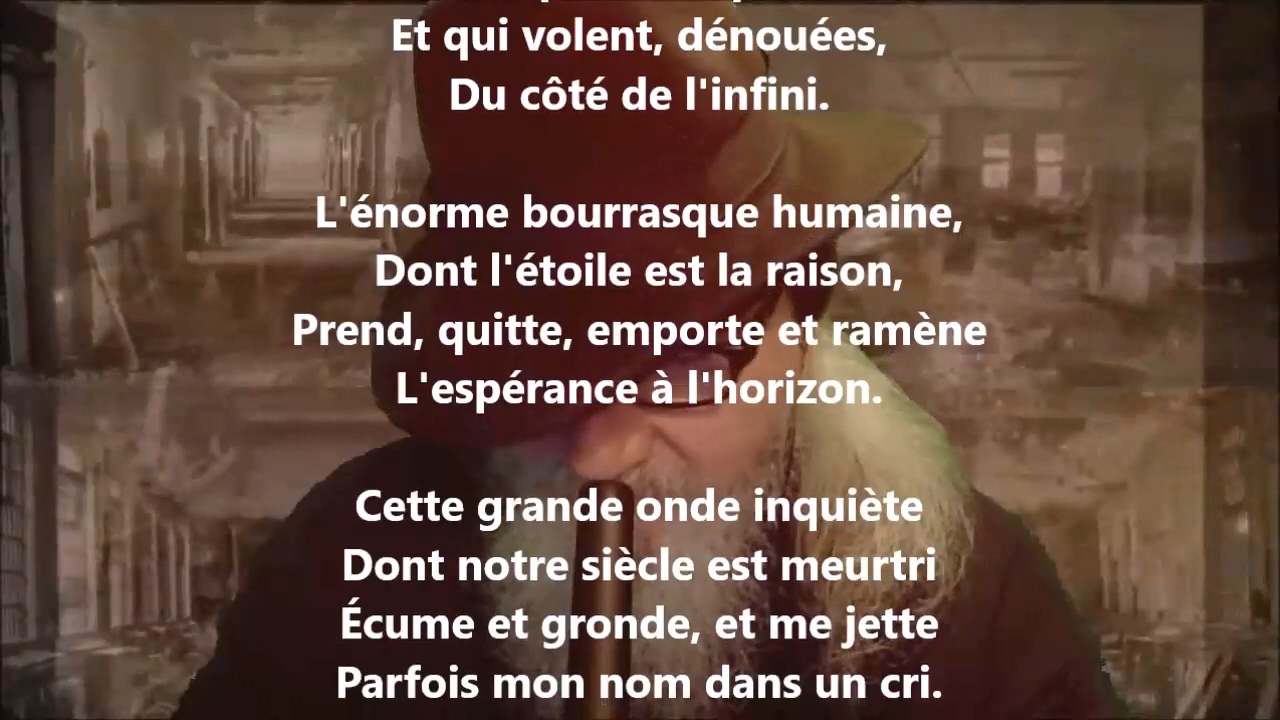 Et qui volent, dénouées,
Du côté de l'infini.
L'énorme bourrasque humaine,
Dont l'étoile est la raison,
Prend, quitte, emporte et ramène
L'espérance à l'horizon.
Cette grande onde inquiète
Dont notre siècle est meurtri
Écume et gronde, et me jette
Parfois mon nom dans un cri.